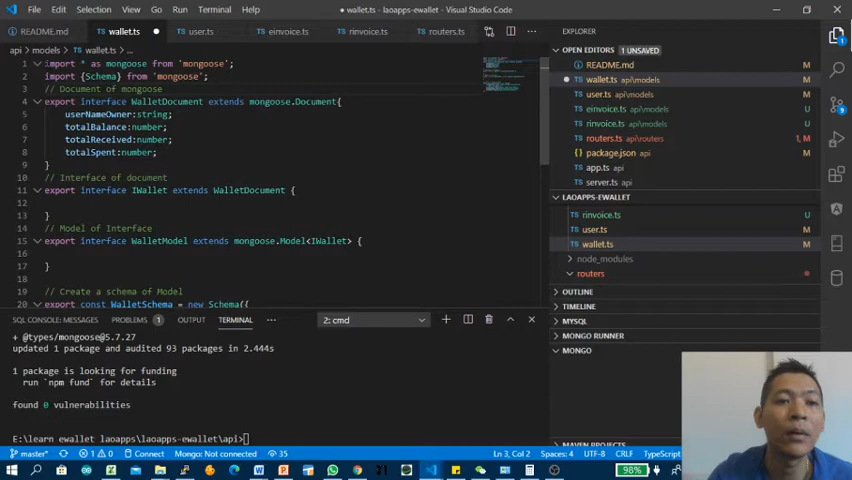 File Edit View Go Run Terminal Help
● wallet.ts - laoapps-ewallet - Visual Studio Code
README.md
TS wallet.ts ●
TS user.ts
TS einvoice.ts
TS rinvoice.ts
TS routers.ts
...
api > models > TS wallet.ts > ...
1 import * as mongoose from 'mongoose';
2 import {Schema} from 'mongoose';
3 // Document of mongoose
4 export interface WalletDocument extends mongoose.Document{
5 userNameOwner:string;
6 totalBalance:number;
7 totalReceived:number;
8 totalSpent:number;
9 }
10 // Interface of document
11 export interface IWallet extends WalletDocument {
12
13 }
14 // Model of Interface
15 export interface WalletModel extends mongoose.Model<IWallet> {
16
17 }
18
19 // Create a schema of Model
20 export const WalletSchema = new Schema({
SQL CONSOLE: MESSAGES
PROBLEMS 1
OUTPUT
TERMINAL
...
2: cmd
+ @types/mongoose@5.7.27
updated 1 package and audited 93 packages in 2.444s
1 package is looking for funding
run `npm fund` for details
found 0 vulnerabilities
E:\learn ewallet laoapps\laoapps-ewallet\api>
EXPLORER
OPEN EDITORS 1 UNSAVED
README.md M
● TS wallet.ts api\models M
TS user.ts api\models M
TS einvoice.ts api\models U
TS rinvoice.ts api\models U
TS routers.ts api\routers 1, M
{} package.json api M
TS app.ts api
TS server.ts api
LAOAPPS-EWALLET
TS rinvoice.ts U
TS user.ts M
TS wallet.ts M
node_modules
routers
OUTLINE
TIMELINE
MYSQL
MONGO RUNNER
MONGO
MAVEN PROJECTS
1
9
master*
1 0
Connect
Mongo: Not connected
35
Ln 3, Col 2
Spaces: 4
UTF-8
CRLF
TypeScript
98%